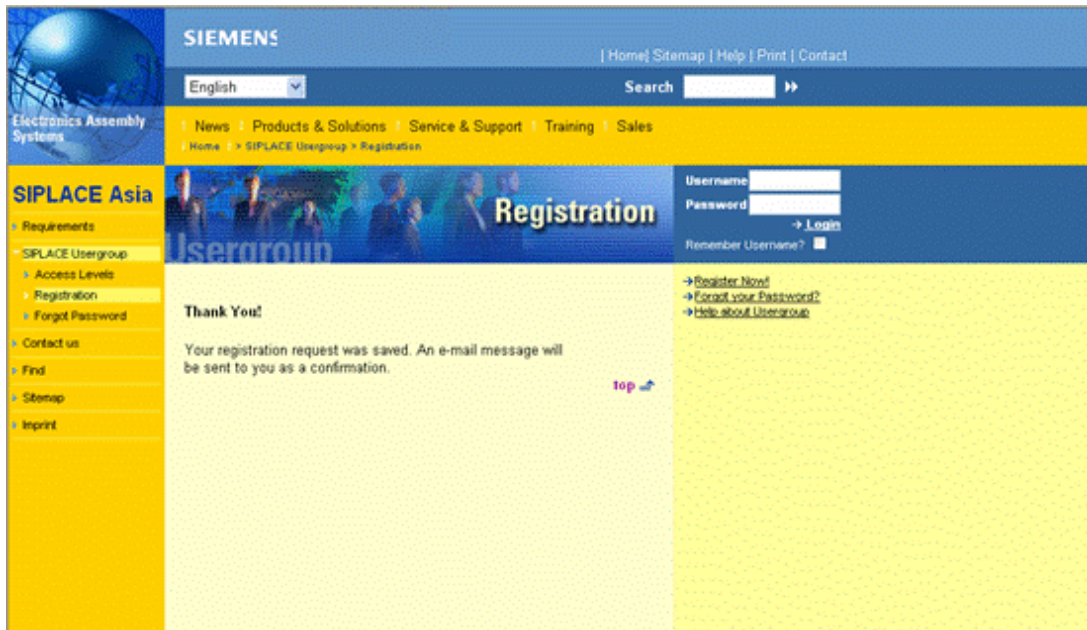 SIEMENS
| Home| Sitemap | Help | Print | Contact
English
Search
Electronics Assembly
Systems
News Products & Solutions Service & Support Training Sales
Home > SIPLACE Usergroup > Registration
SIPLACE Asia
Requirements
SIPLACE Usergroup
Access Levels
Registration
Forgot Password
Contact us
Find
Sitemap
Imprint
Registration
Usergroup
Username
Password
Login
Remember Username?
Thank You!
Your registration request was saved. An e-mail message will
be sent to you as a confirmation.
top
Register Now!
Forgot your Password?
Help about Usergroup